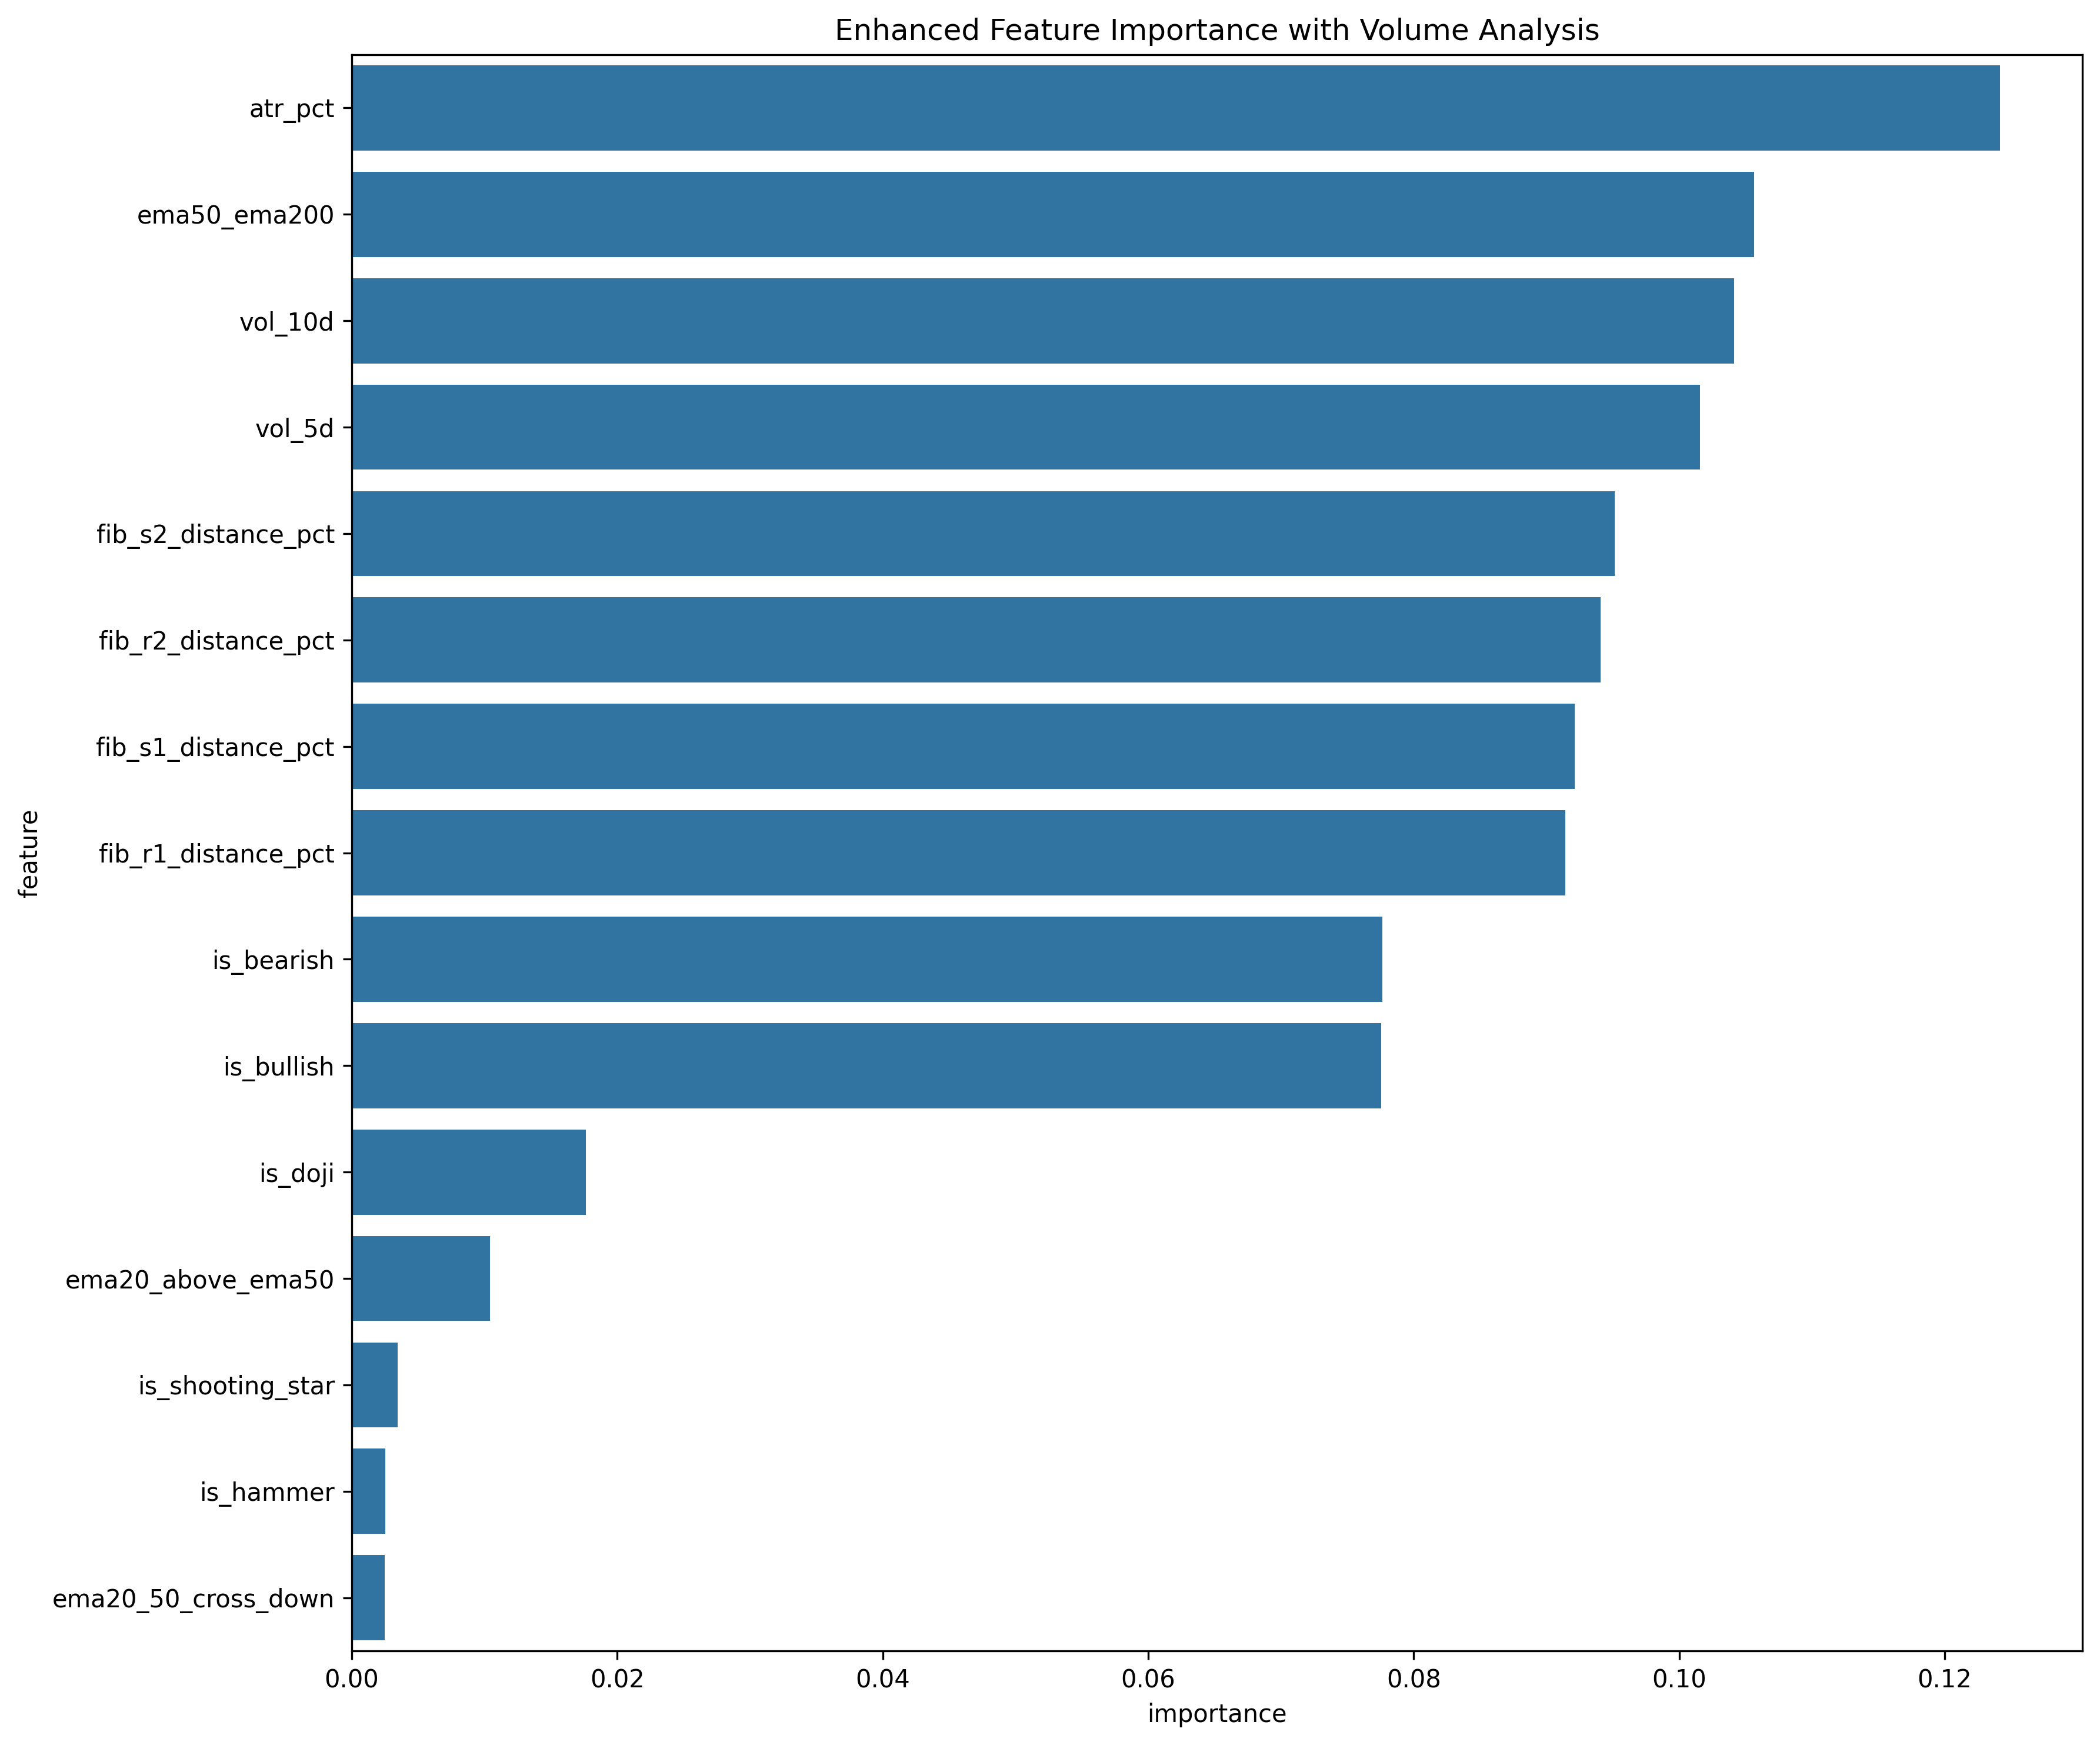 Enhanced Feature Importance with Volume Analysis
atr_pct
ema50_ema200
vol_10d
vol_5d
fib_s2_distance_pct
fib_r2_distance_pct
fib_s1_distance_pct
fib_r1_distance_pct
is_bearish
is_bullish
is_doji
ema20_above_ema50
is_shooting_star
is_hammer
ema20_50_cross_down
feature
0.00 0.02 0.04 0.06 0.08 0.10 0.12
importance